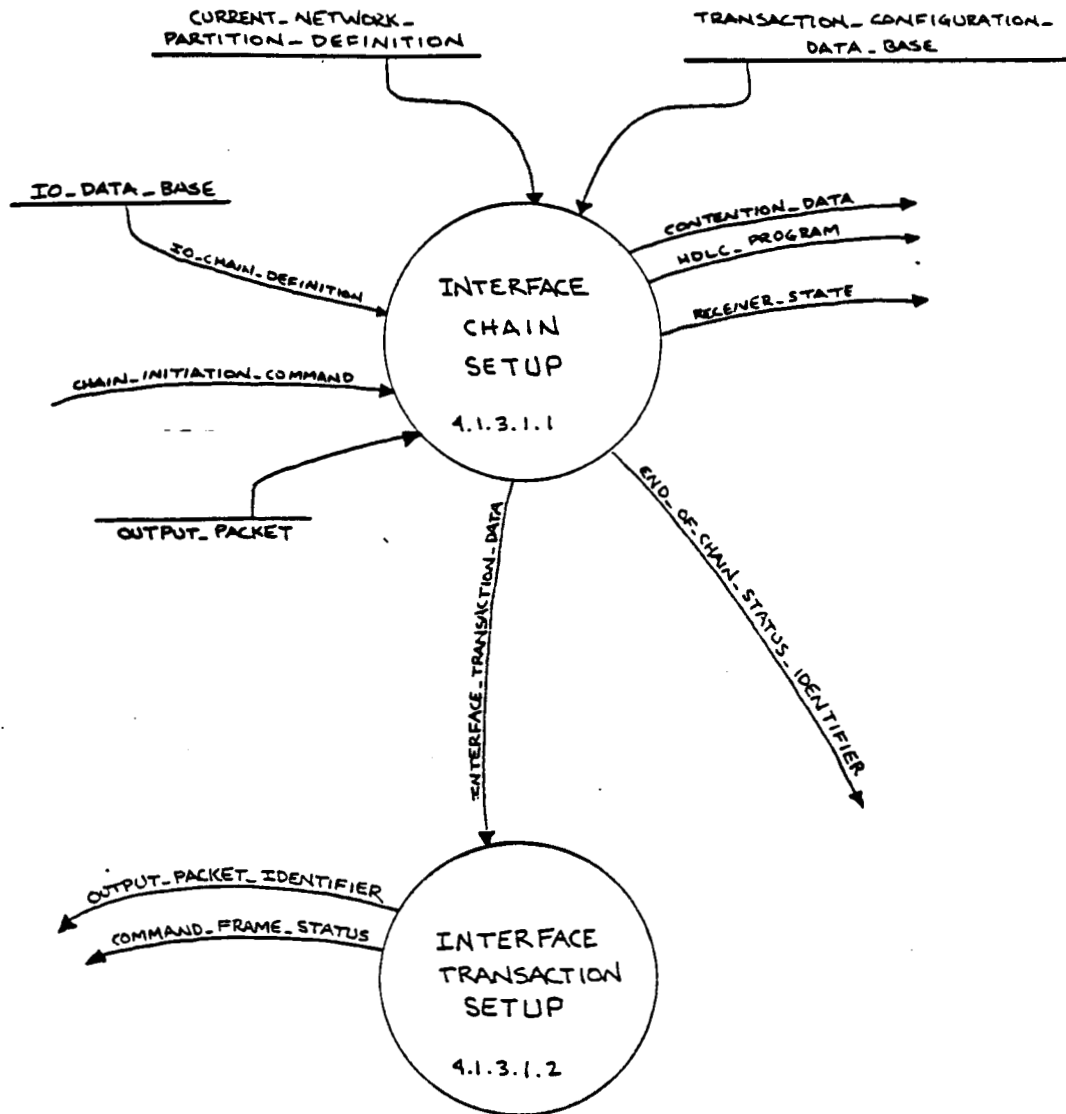 CURRENT_NETWORK_
PARTITION_DEFINITION
TRANSACTION_CONFIGURATION_
DATA_BASE
IO_DATA_BASE
IO_CHAIN_DEFINITION
CONTENTION_DATA
HDLC_PROGRAM
RECEIVER_STATE
INTERFACE
CHAIN
SETUP
4.1.3.1.1
CHAIN_INITIATION_COMMAND
OUTPUT_PACKET
INTERFACE_TRANSACTION_DATA
END_OF_CHAIN_STATUS_IDENTIFIER
OUTPUT_PACKET_IDENTIFIER
COMMAND_FRAME_STATUS
INTERFACE
TRANSACTION
SETUP
4.1.3.1.2